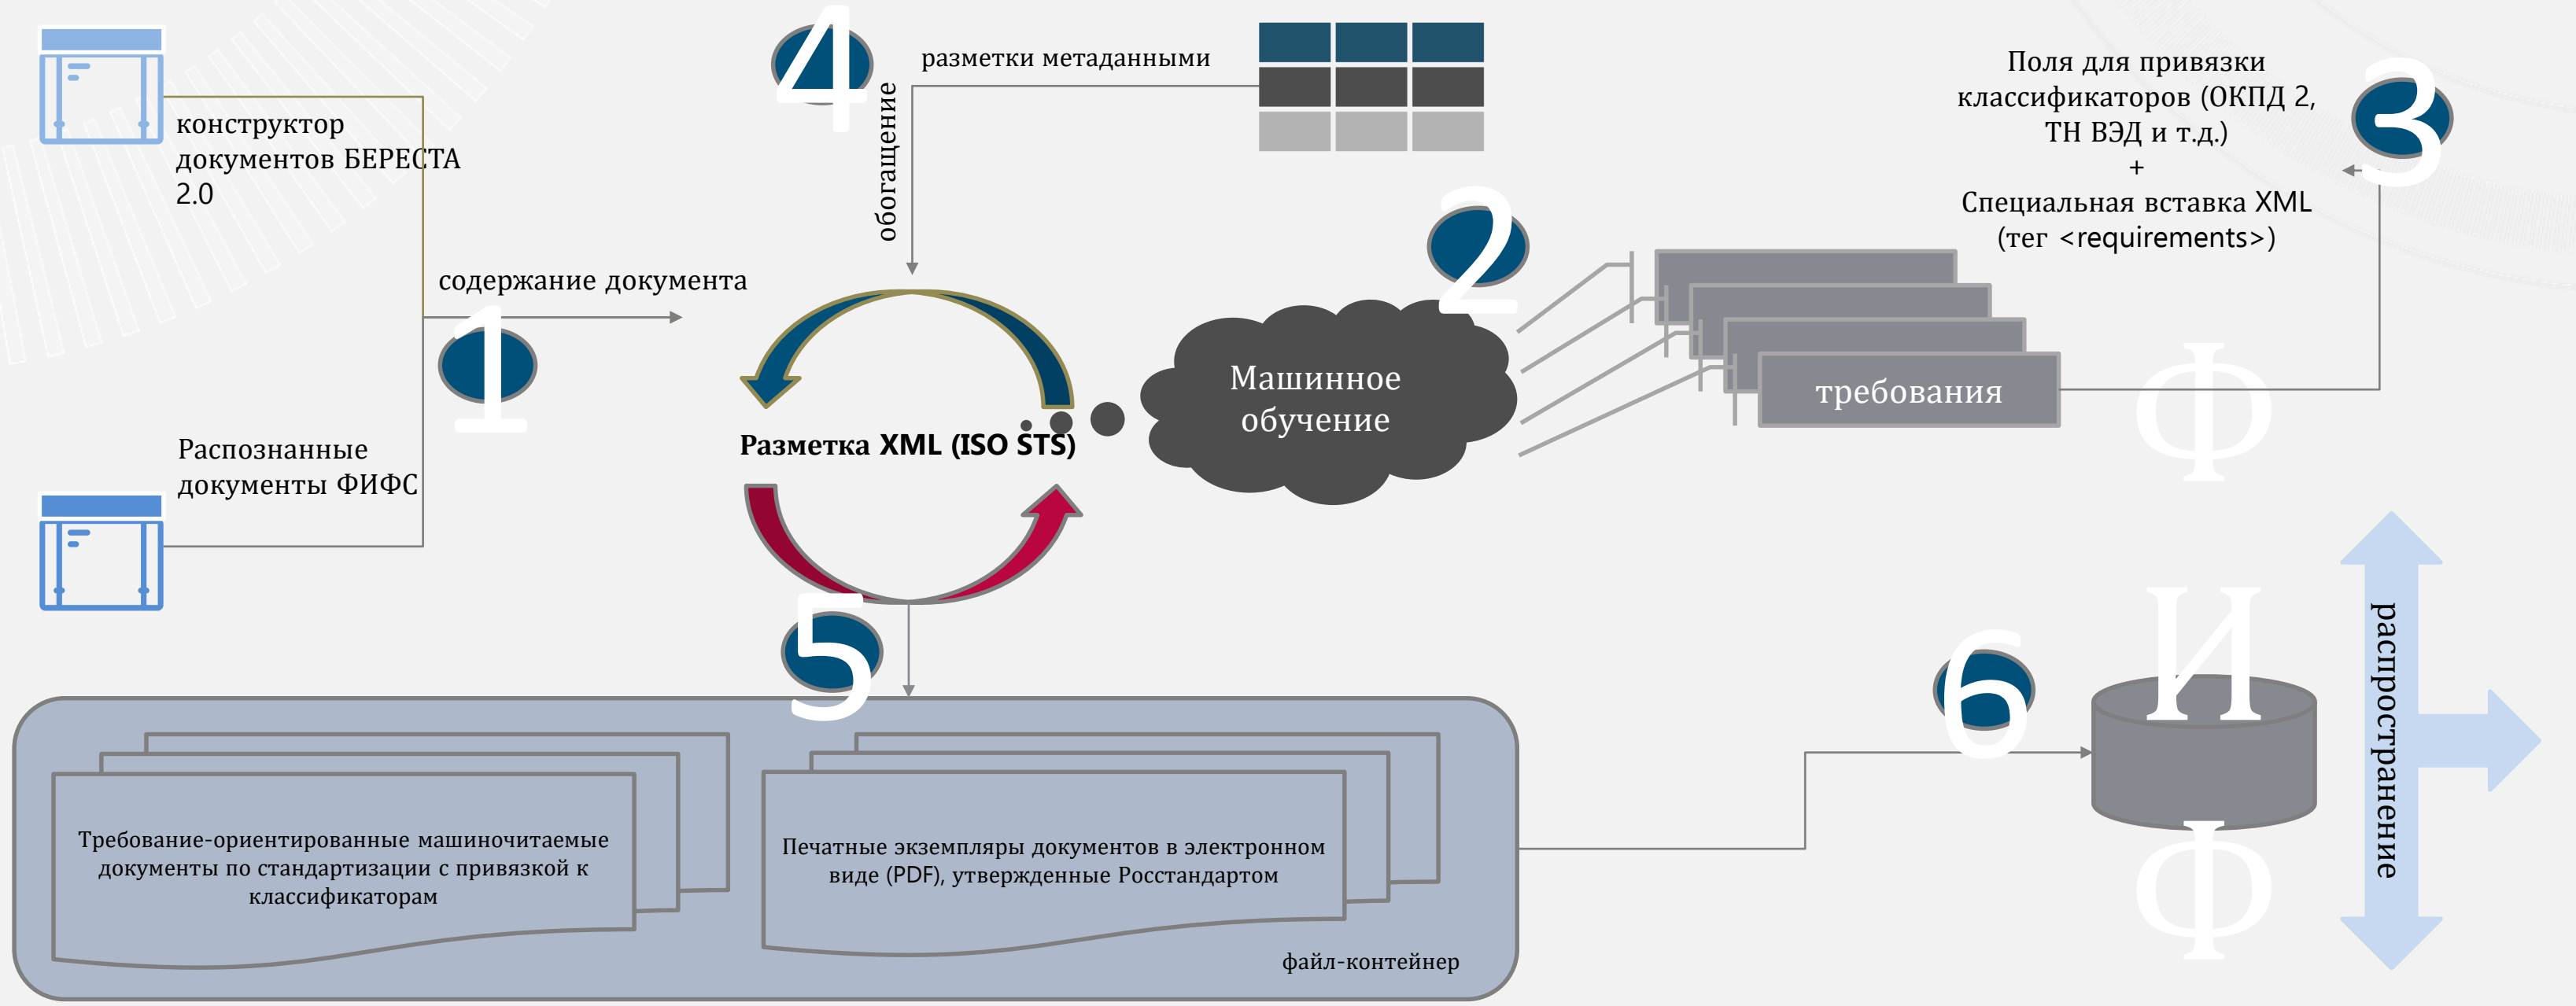 конструктор
документов БЕРЕСТА
2.0
содержание документа
1
Распознанные
документы ФИФС
4
обогащение
разметки метаданными
Разметка XML (ISO STS)
Машинное
обучение
2
требования
Поля для привязки
классификаторов (ОКПД 2,
ТН ВЭД и т.д.)
+
Специальная вставка XML
(тег <requirements>)
3
5
Требование-ориентированные машиночитаемые
документы по стандартизации с привязкой к
классификаторам
Печатные экземпляры документов в электронном
виде (PDF), утвержденные Росстандартом
файл-контейнер
6
Ф
И
Ф
распространение